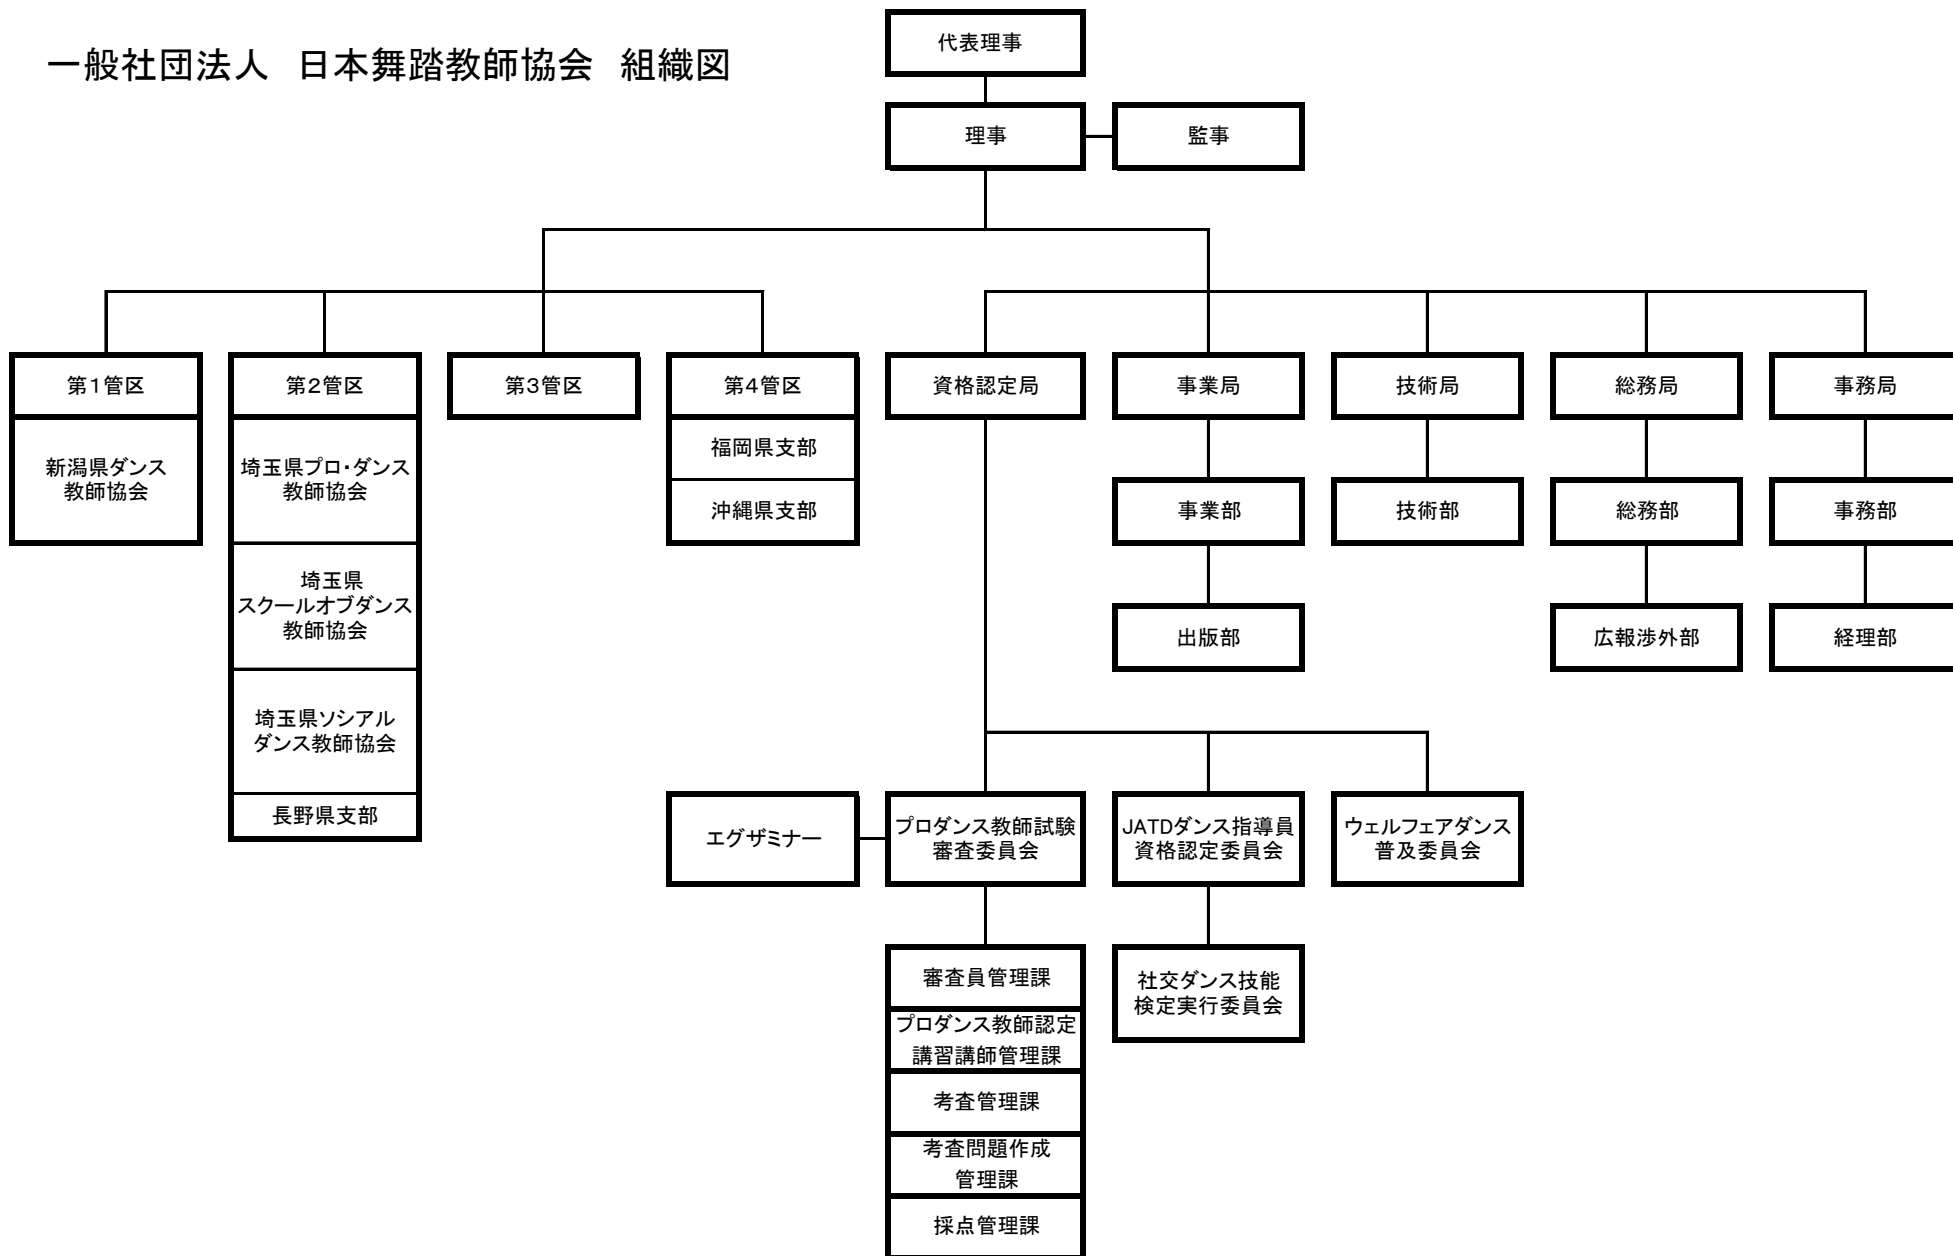 一般社団法人　日本舞踏教師協会　組織図
代表理事
理事
監事
第１管区
第２管区
第３管区
第４管区
資格認定局
事業局
技術局
総務局
事務局
新潟県ダンス
教師協会
埼玉県プロ・ダンス
教師協会
埼玉県
スクールオブダンス
教師協会
埼玉県ソシアル
ダンス教師協会
長野県支部
福岡県支部
沖縄県支部
事業部
技術部
総務部
事務部
出版部
広報渉外部
経理部
エグザミナー
プロダンス教師試験
審査委員会
JATDダンス指導員
資格認定委員会
ウェルフェアダンス
普及委員会
審査員管理課
プロダンス教師認定
講習講師管理課
考査管理課
考査問題作成
管理課
採点管理課
社交ダンス技能
検定実行委員会